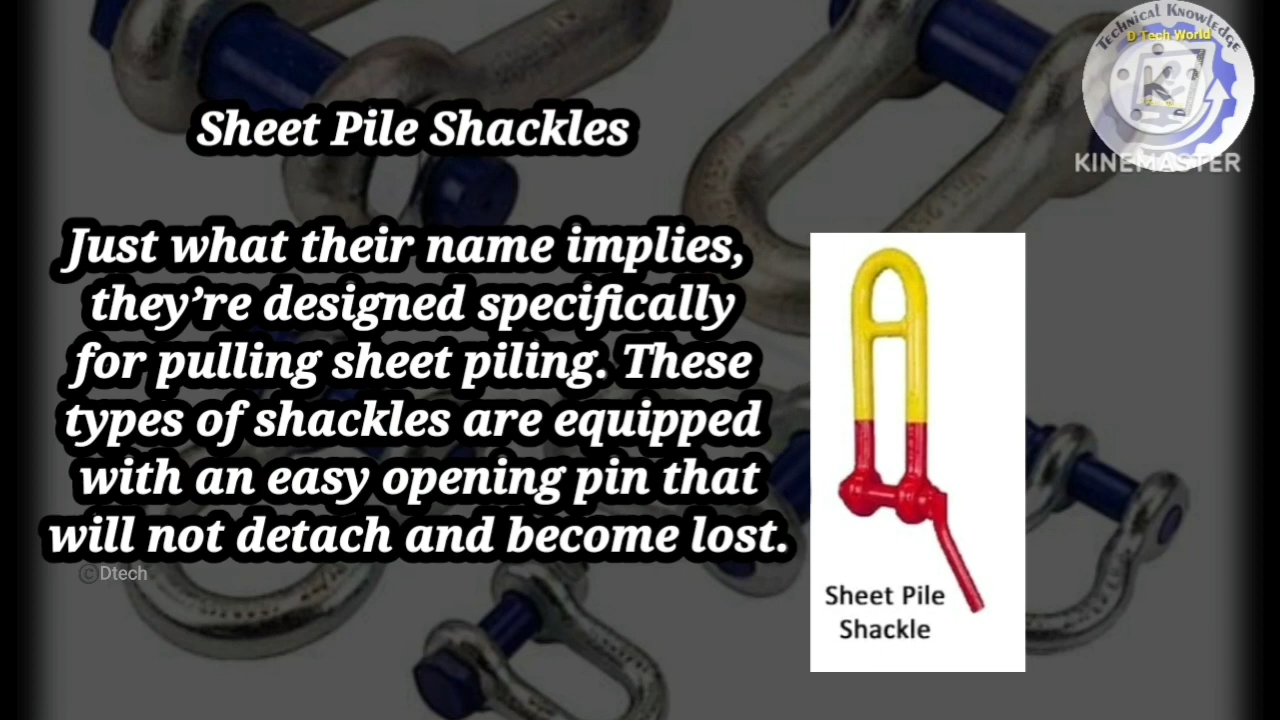 Technical Knowledge
D Tech World
KINEMASTER
Sheet Pile Shackles
Just what their name implies,
they’re designed specifically
for pulling sheet piling. These
types of shackles are equipped
with an easy opening pin that
will not detach and become lost.
©Dtech
Sheet Pile
Shackle